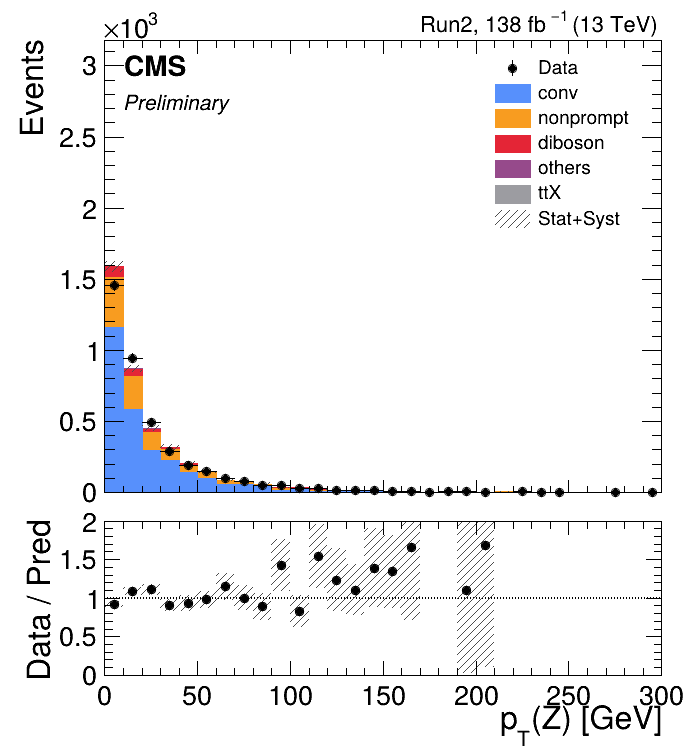 ×10³
Run2, 138 fb⁻¹ (13 TeV)
Events
CMS
Preliminary
Data
conv
nonprompt
diboson
others
ttX
Stat+Syst
3
2.5
2
1.5
1
0.5
0
Data / Pred
2
1.5
1
0.5
0
0 50 100 150 200 250 300
p_T(Z) [GeV]